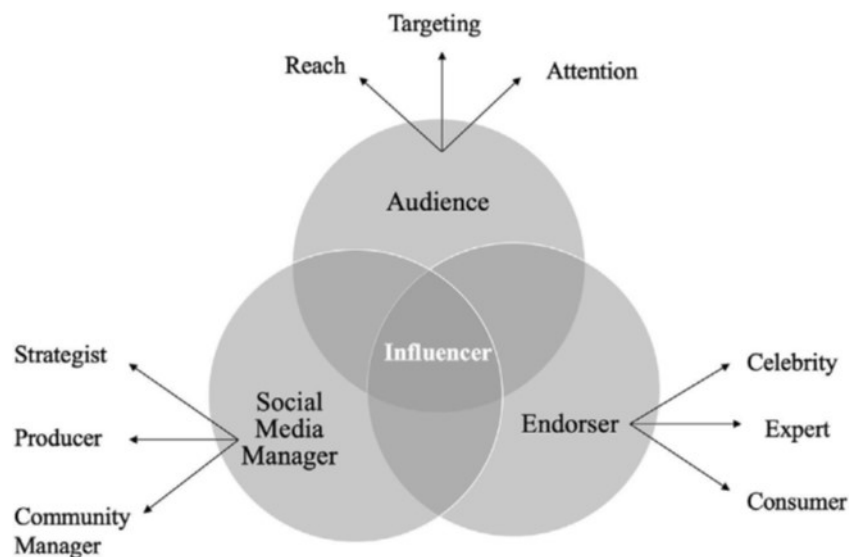 Targeting
Reach
Attention
Audience
Influencer
Strategist
Producer
Community
Manager
Social
Media
Manager
Endorser
Celebrity
Expert
Consumer